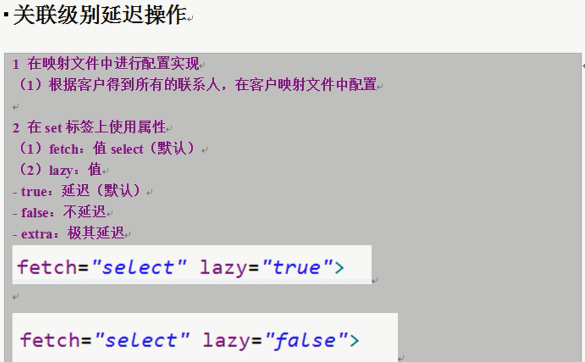 关联级别延迟操作
1 在映射文件中进行配置实现
（1）根据客户得到所有的联系人，在客户映射文件中配置
2 在 set 标签上使用属性
（1）fetch：值 select（默认）
（2）lazy：值
- true：延迟（默认）
- false：不延迟
- extra：极其延迟
fetch="select" lazy="true">
fetch="select" lazy="false">